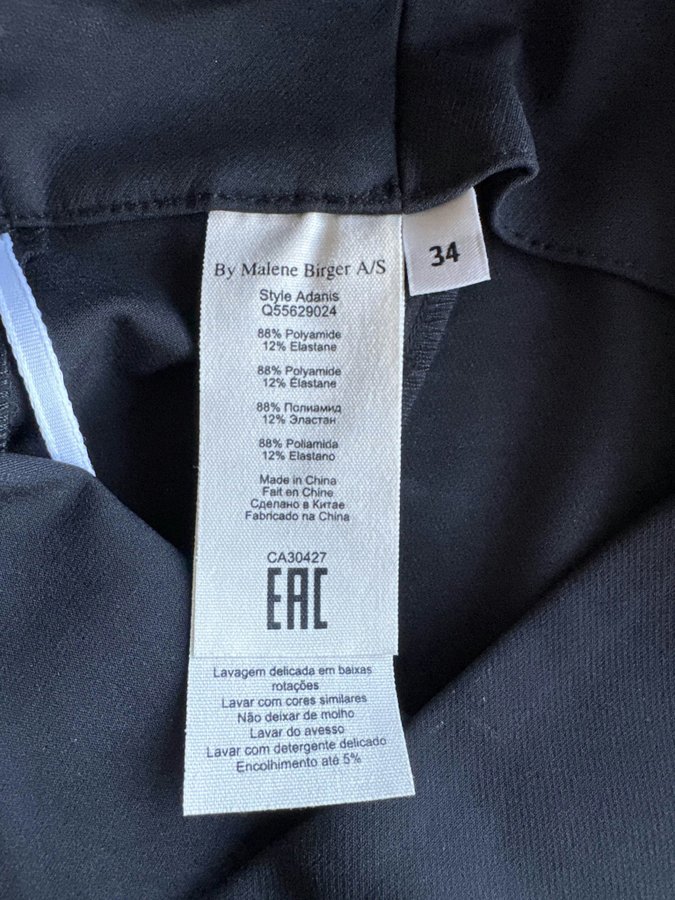 By Malene Birger A/S
34
Style Adanis
Q55629024
88% Polyamide
12% Elastane
88% Polyamide
12% Élastane
88% Полиамид
12% Эластан
88% Poliamida
12% Elastano
Made in China
Fait en Chine
Сделано в Китае
Fabricado na China
CA30427
EAC
Lavagem delicada em baixas
rotações
Lavar com cores similares
Não deixar de molho
Lavar do avesso
Lavar com detergente delicado
Encolhimento até 5%